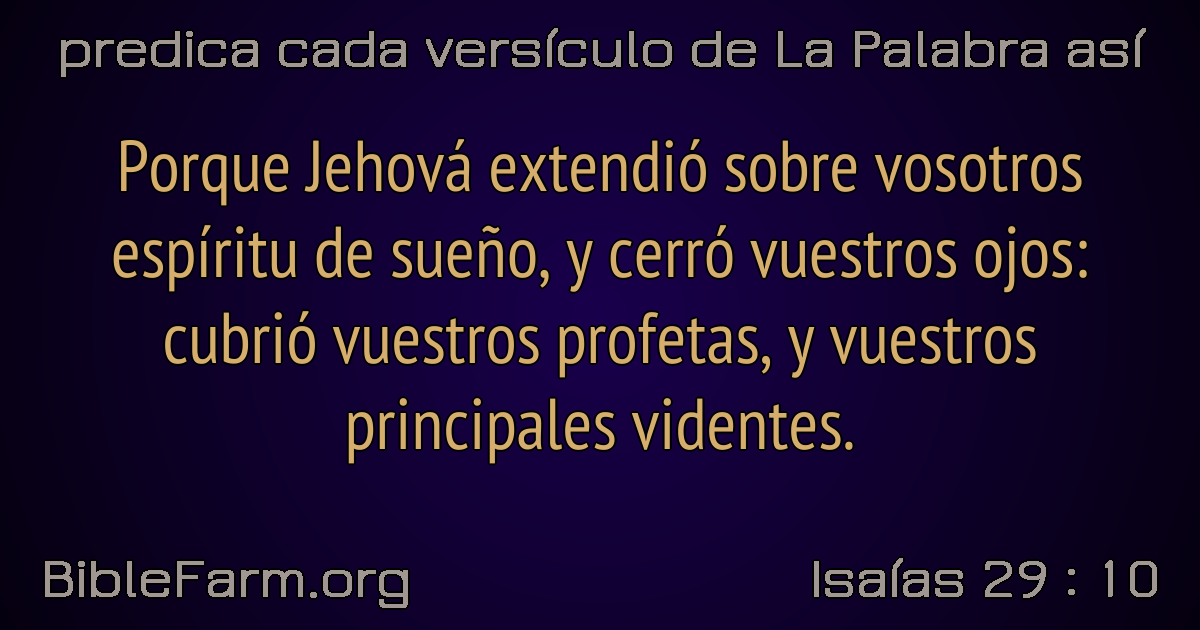 predica cada versículo de La Palabra así
Porque Jehová extendió sobre vosotros
espíritu de sueño, y cerró vuestros ojos:
cubrió vuestros profetas, y vuestros
principales videntes.
BibleFarm.org
Isaías 29 : 10